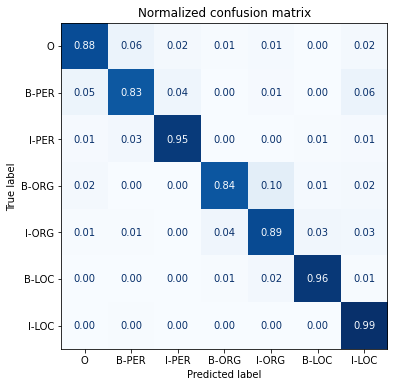 Normalized confusion matrix
True label
O 0.88 0.06 0.02 0.01 0.01 0.00 0.02
B-PER 0.05 0.83 0.04 0.00 0.01 0.00 0.06
I-PER 0.01 0.03 0.95 0.00 0.00 0.01 0.01
B-ORG 0.02 0.00 0.00 0.84 0.10 0.01 0.02
I-ORG 0.01 0.01 0.00 0.04 0.89 0.03 0.03
B-LOC 0.00 0.00 0.00 0.01 0.02 0.96 0.01
I-LOC 0.00 0.00 0.00 0.00 0.00 0.00 0.99
O B-PER I-PER B-ORG I-ORG B-LOC I-LOC
Predicted label